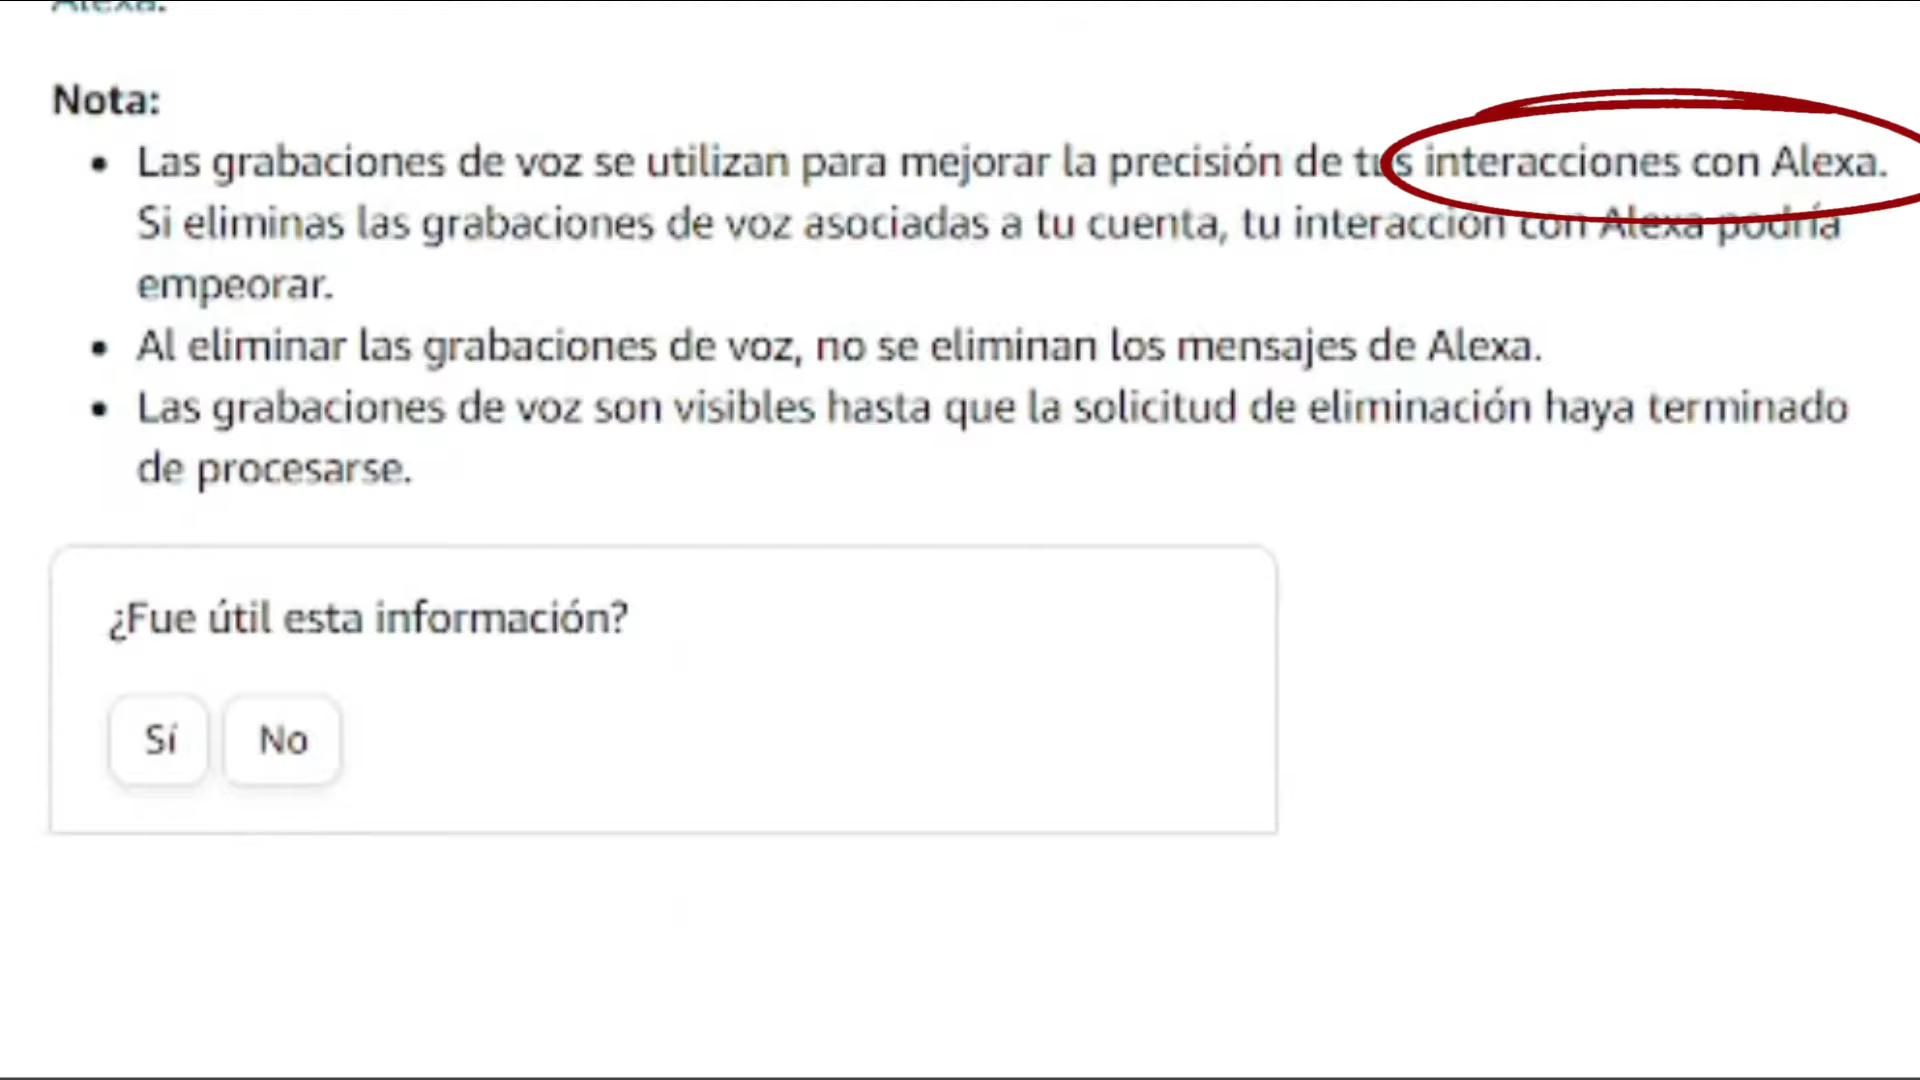 Alexa.
Nota:
• Las grabaciones de voz se utilizan para mejorar la precisión de tus interacciones con Alexa.
Si eliminas las grabaciones de voz asociadas a tu cuenta, tu interacción con Alexa podría
empeorar.
• Al eliminar las grabaciones de voz, no se eliminan los mensajes de Alexa.
• Las grabaciones de voz son visibles hasta que la solicitud de eliminación haya terminado
de procesarse.
¿Fue útil esta información?
Sí No